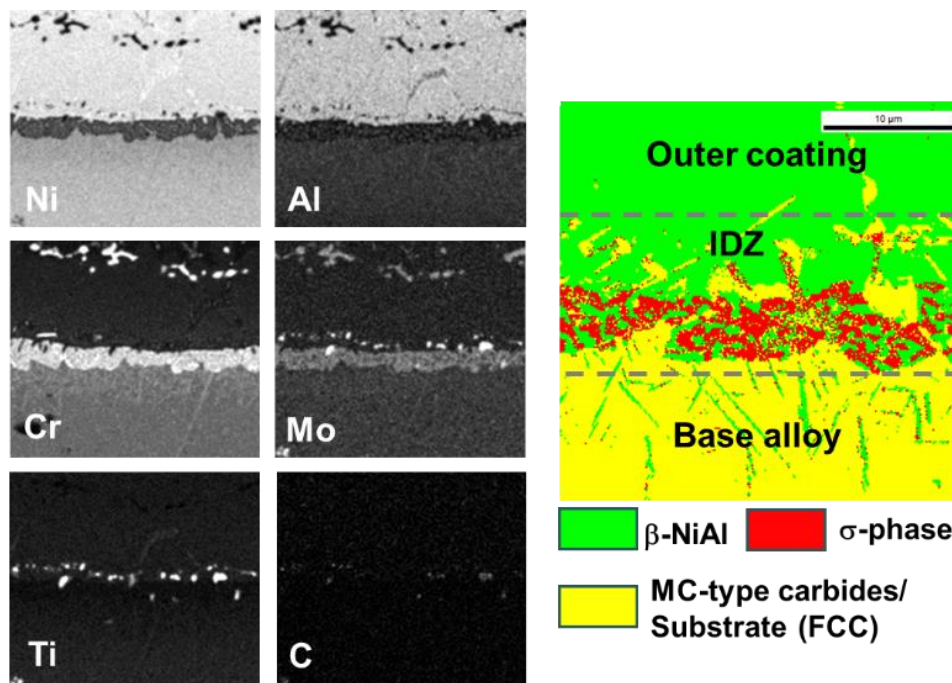 Ni
Al
Cr
Mo
Ti
C
10 µm
Outer coating
IDZ
Base alloy
β-NiAl
σ-phase
MC-type carbides/
Substrate (FCC)